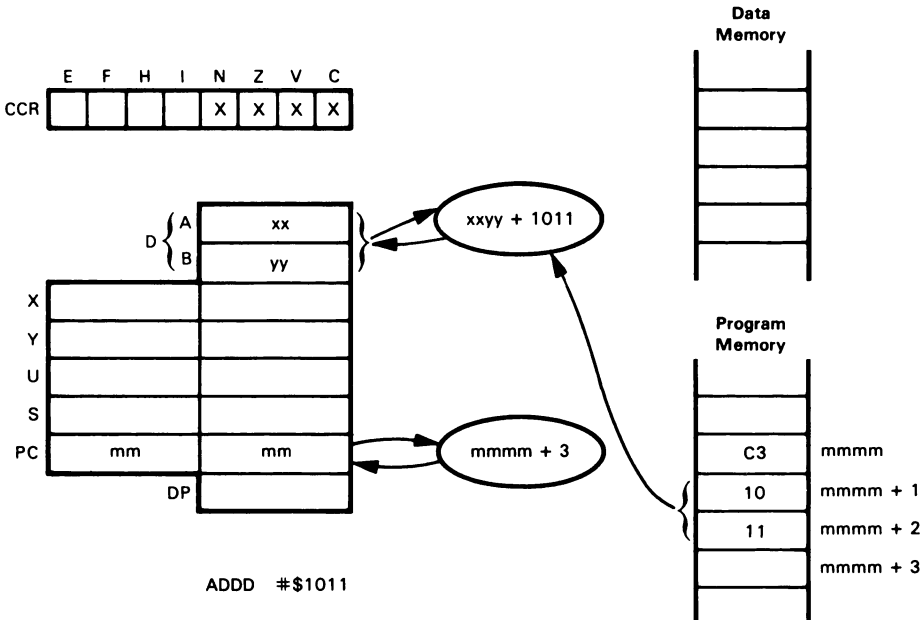 Data
Memory
E F H I N Z V C
CCR X X X X
D { A xx } xxyy + 1011
B yy
X
Y
U
S
PC mm mm mmmm + 3
DP
Program
Memory
C3 mmmm
10 mmmm + 1
11 mmmm + 2
mmmm + 3
ADDD #$1011